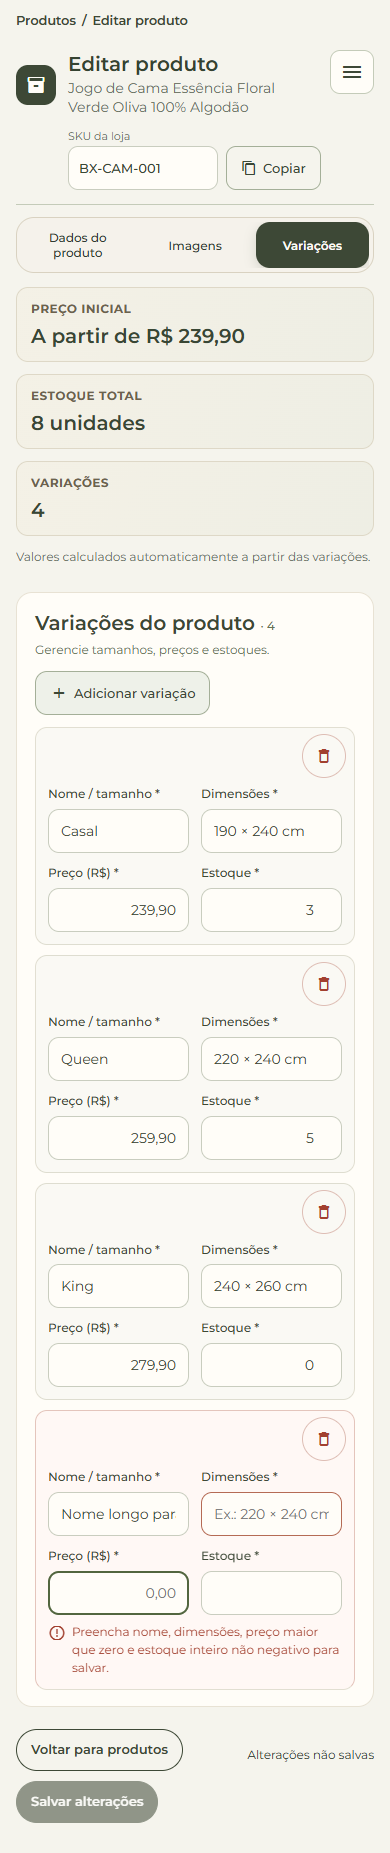 Produtos / Editar produto
Editar produto
Jogo de Cama Essência Floral
Verde Oliva 100% Algodão
SKU da loja
BX-CAM-001
Copiar
Dados do
produto
Imagens
Variações
PREÇO INICIAL
A partir de R$ 239,90
ESTOQUE TOTAL
8 unidades
VARIAÇÕES
4
Valores calculados automaticamente a partir das variações.
Variações do produto · 4
Gerencie tamanhos, preços e estoques.
+ Adicionar variação
Nome / tamanho * Dimensões *
Casal 190 × 240 cm
Preço (R$) * Estoque *
239,90 3
Nome / tamanho * Dimensões *
Queen 220 × 240 cm
Preço (R$) * Estoque *
259,90 5
Nome / tamanho * Dimensões *
King 240 × 260 cm
Preço (R$) * Estoque *
279,90 0
Nome / tamanho * Dimensões *
Nome longo par Ex.: 220 × 240 cm
Preço (R$) * Estoque *
0,00
Preencha nome, dimensões, preço maior
que zero e estoque inteiro não negativo para
salvar.
Voltar para produtos
Alterações não salvas
Salvar alterações